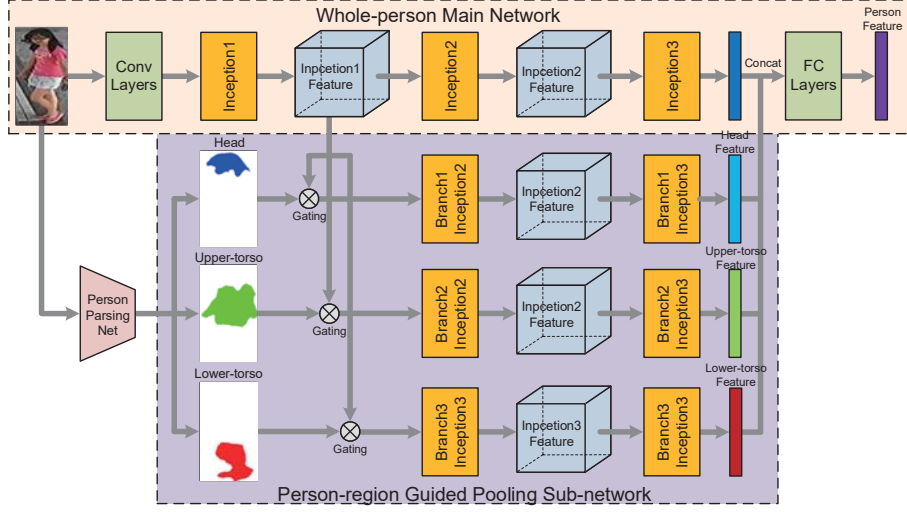 Whole-person Main Network
Person
Feature
Conv
Layers
Inception1
Inpcetion1
Feature
Inception2
Inpcetion2
Feature
Inception3
Concat
FC
Layers
Head
Gating
Branch1
Inception2
Inpcetion2
Feature
Branch1
Inception3
Head
Feature
Person
Parsing
Net
Upper-torso
Gating
Branch2
Inception2
Inpcetion2
Feature
Branch2
Inception3
Upper-torso
Feature
Lower-torso
Gating
Branch3
Inception3
Inpcetion3
Feature
Branch3
Inception3
Lower-torso
Feature
Person-region Guided Pooling Sub-network